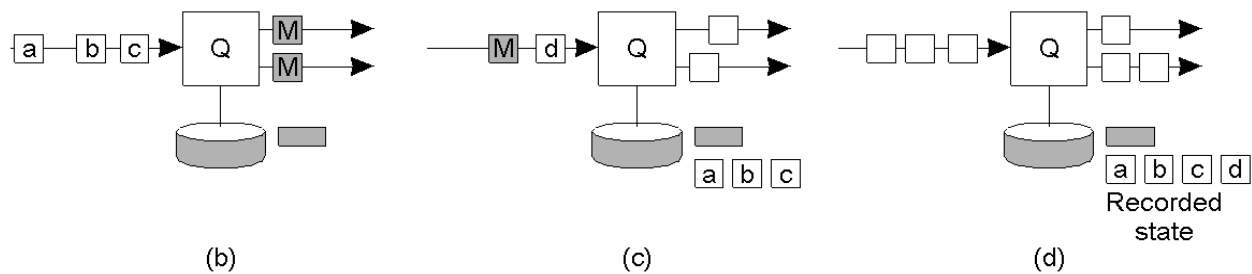 a b c Q M M
M d Q
Q
a b c
a b c d
Recorded
state
(b) (c) (d)